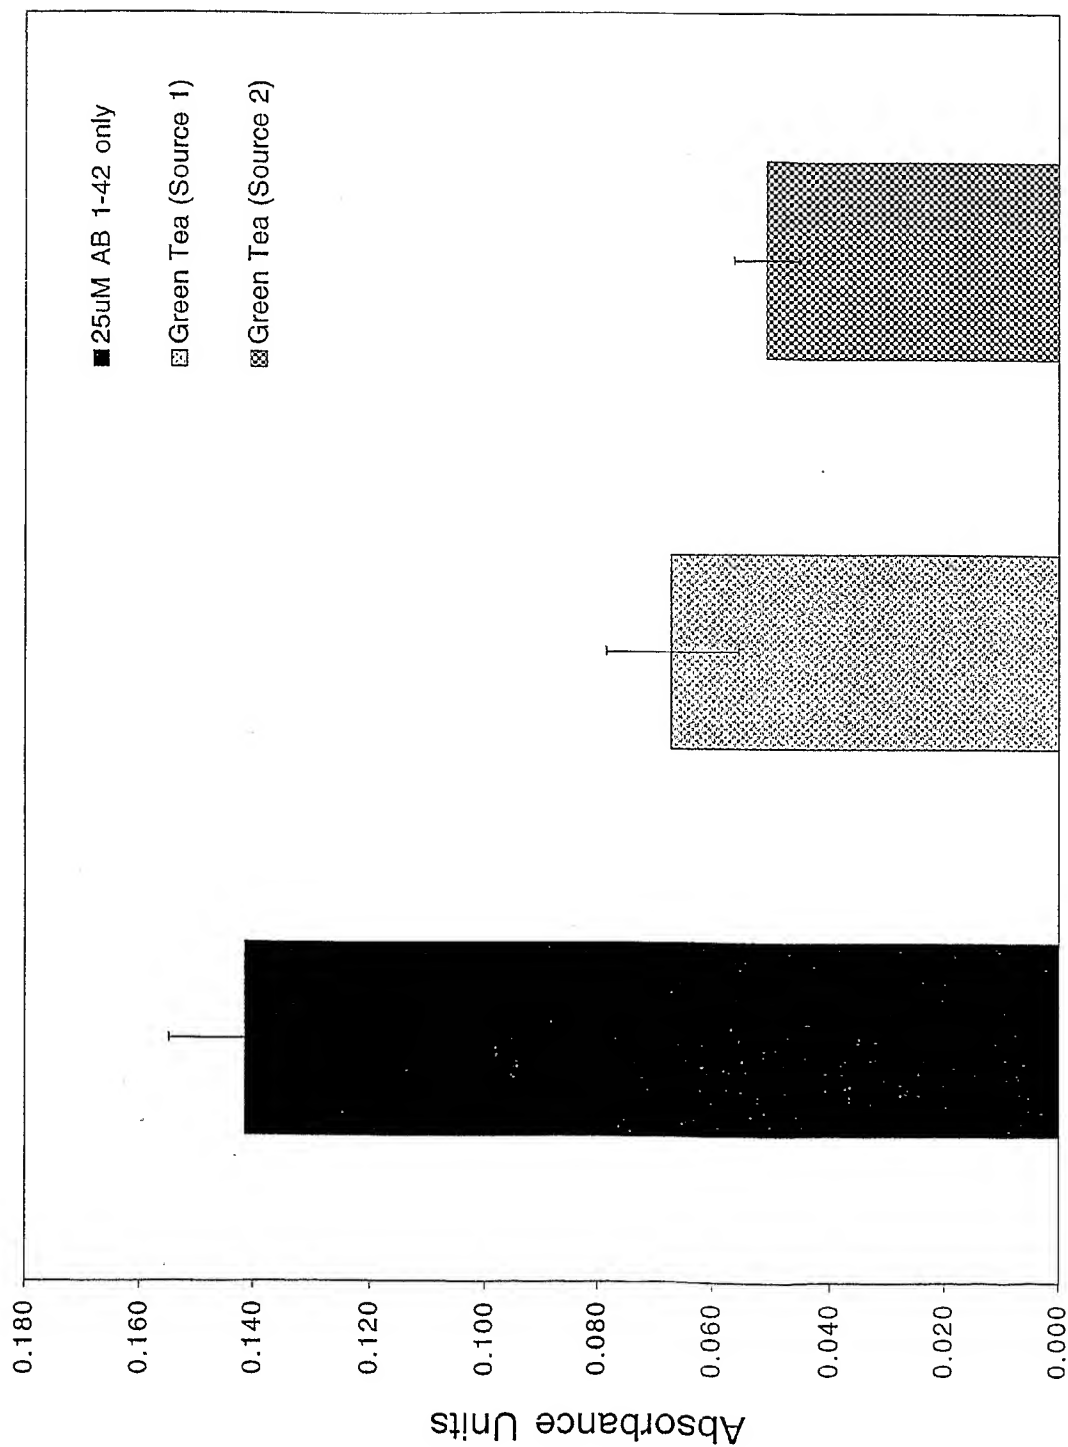 Absorbance Units
0.180
0.160
0.140
0.120
0.100
0.080
0.060
0.040
0.020
0.000
25uM AB 1-42 only
Green Tea (Source 1)
Green Tea (Source 2)